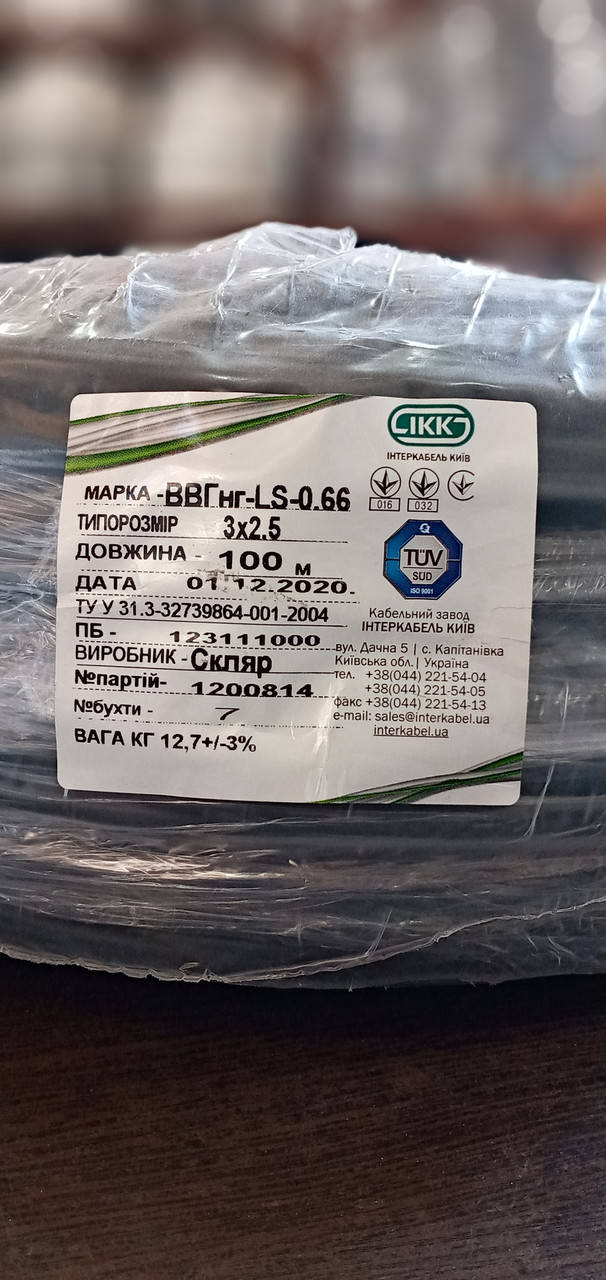 ІККЗ
ІНТЕРКАБЕЛЬ КИЇВ
016 032
МАРКА -ВВГнг-LS-0.66
ТИПОРОЗМІР 3х2.5
ДОВЖИНА - 100 м
ДАТА 01.12.2020.
ТУ У 31.3-32739864-001-2004
ПБ - 123111000
ВИРОБНИК - Скляр
№партій- 1200814
№бухти - 7
ВАГА КГ 12,7+/-3%
TÜV
SÜD
ISO 9001
Кабельний завод
ІНТЕРКАБЕЛЬ КИЇВ
вул. Дачна 5 | с. Капітанівка
Київська обл. | Україна
тел. +38(044) 221-54-04
+38(044) 221-54-05
факс +38(044) 221-54-13
e-mail: sales@interkabel.ua
interkabel.ua